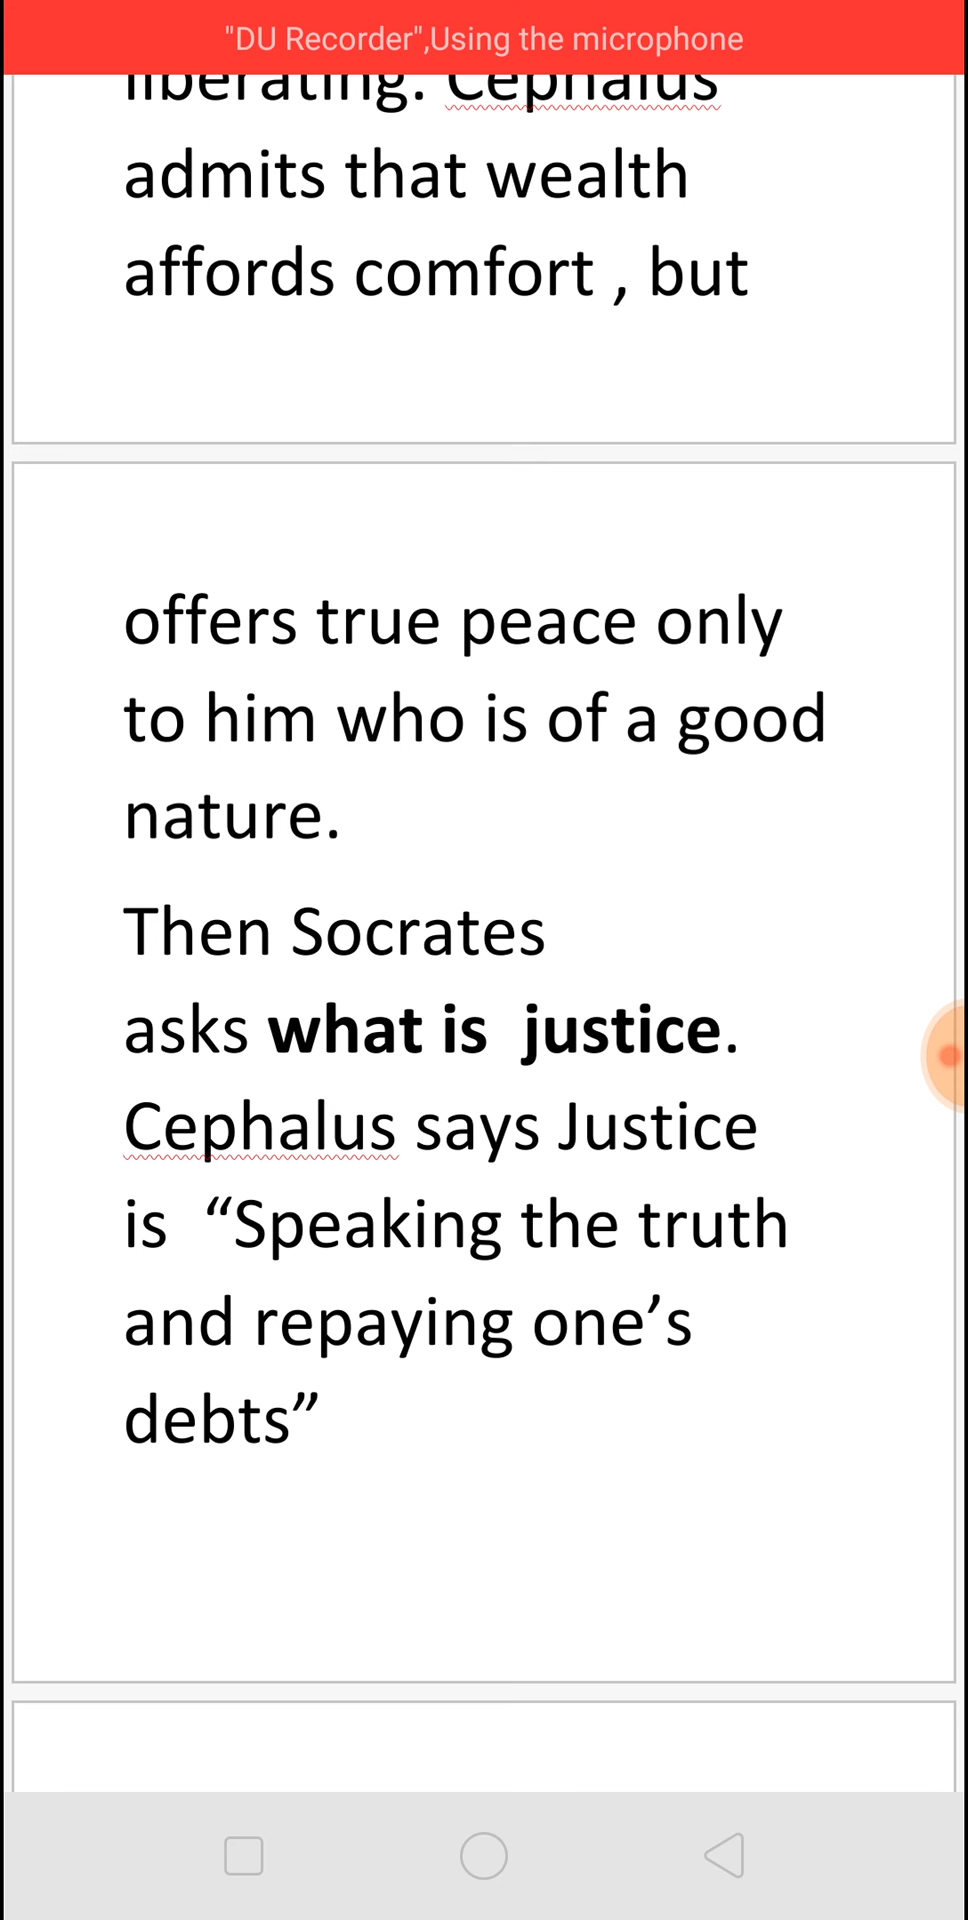 "DU Recorder",Using the microphone
liberating. Cephalus
admits that wealth
affords comfort , but
offers true peace only
to him who is of a good
nature.
Then Socrates
asks what is  justice.
Cephalus says Justice
is  “Speaking the truth
and repaying one’s
debts”